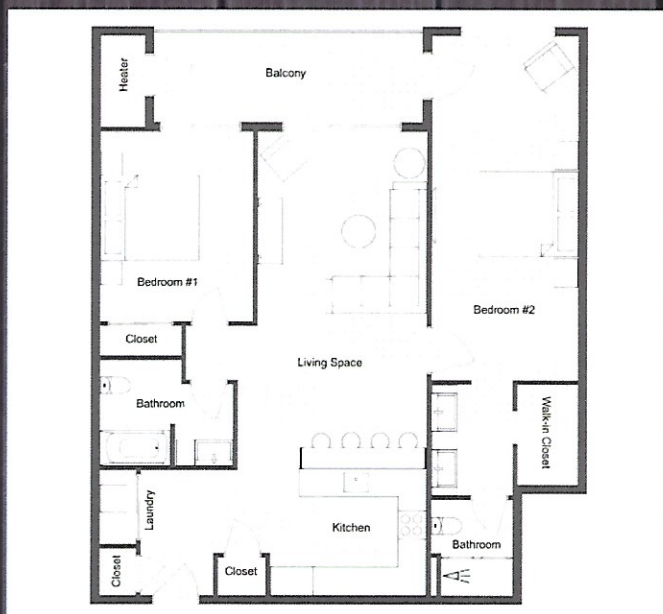 Heater
Balcony
Bedroom #1
Bedroom #2
Closet
Living Space
Bathroom
Walk-in Closet
Laundry
Kitchen
Bathroom
Closet
Closet